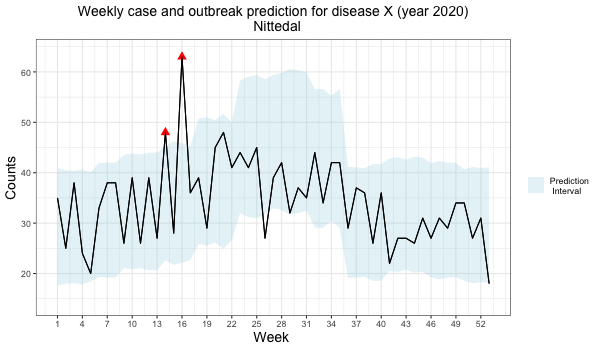 Weekly case and outbreak prediction for disease X (year 2020)
Nittedal
Counts
60
50
40
30
20
1 4 7 10 13 16 19 22 25 28 31 34 37 40 43 46 49 52
Week
Prediction
Interval